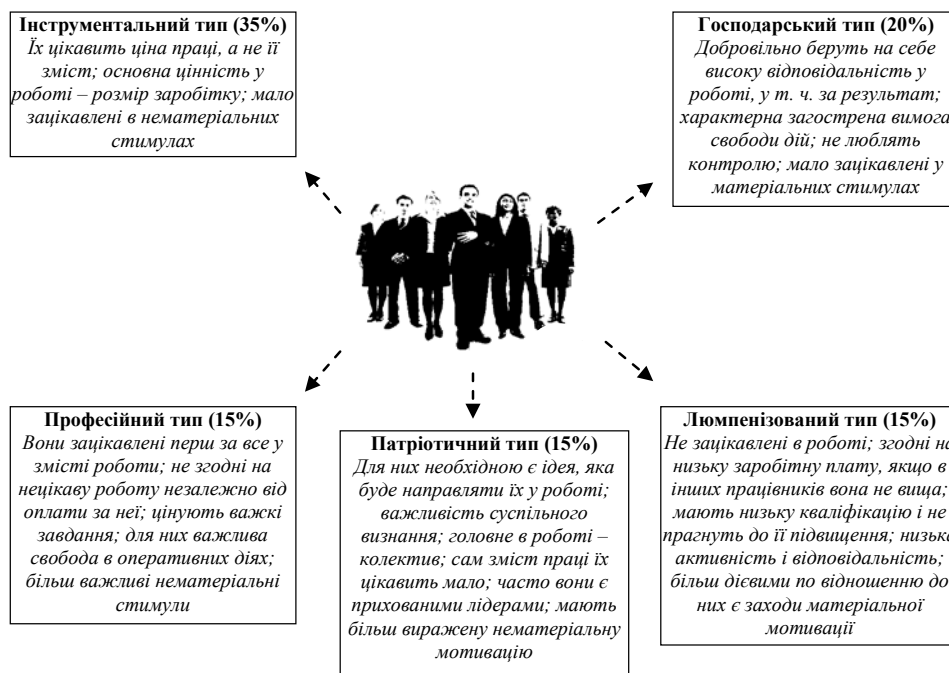 Інструментальний тип (35%)
Їх цікавить ціна праці, а не її
зміст; основна цінність у
роботі – розмір заробітку; мало
зацікавлені в нематеріальних
стимулах
Господарський тип (20%)
Добровільно беруть на себе
високу відповідальність у
роботі, у т. ч. за результат;
характерна загострена вимога
свободи дій; не люблять
контролю; мало зацікавлені у
матеріальних стимулах
Професійний тип (15%)
Вони зацікавлені перш за все у
змісті роботи; не згодні на
нецікаву роботу незалежно від
оплати за неї; цінують важкі
завдання; для них важлива
свобода в оперативних діях;
більш важливі нематеріальні
стимули
Патріотичний тип (15%)
Для них необхідною є ідея, яка
буде направляти їх у роботі;
важливість суспільного
визнання; головне в роботі –
колектив; сам зміст праці їх
цікавить мало; часто вони є
прихованими лідерами; мають
більш виражену нематеріальну
мотивацію
Люмпенізований тип (15%)
Не зацікавлені в роботі; згодні на
низьку заробітну плату, якщо в
інших працівників вона не вища;
мають низьку кваліфікацію і не
прагнуть до її підвищення; низька
активність і відповідальність;
більш дієвими по відношенню до
них є заходи матеріальної
мотивації